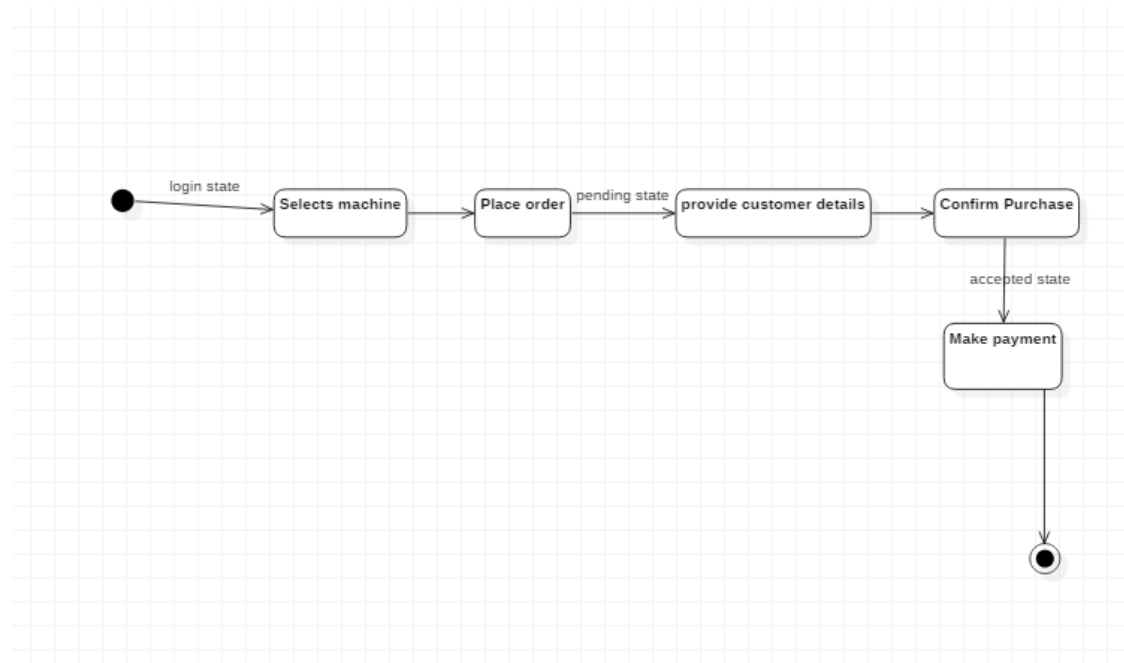 login state
Selects machine
Place order
pending state
provide customer details
Confirm Purchase
accepted state
Make payment